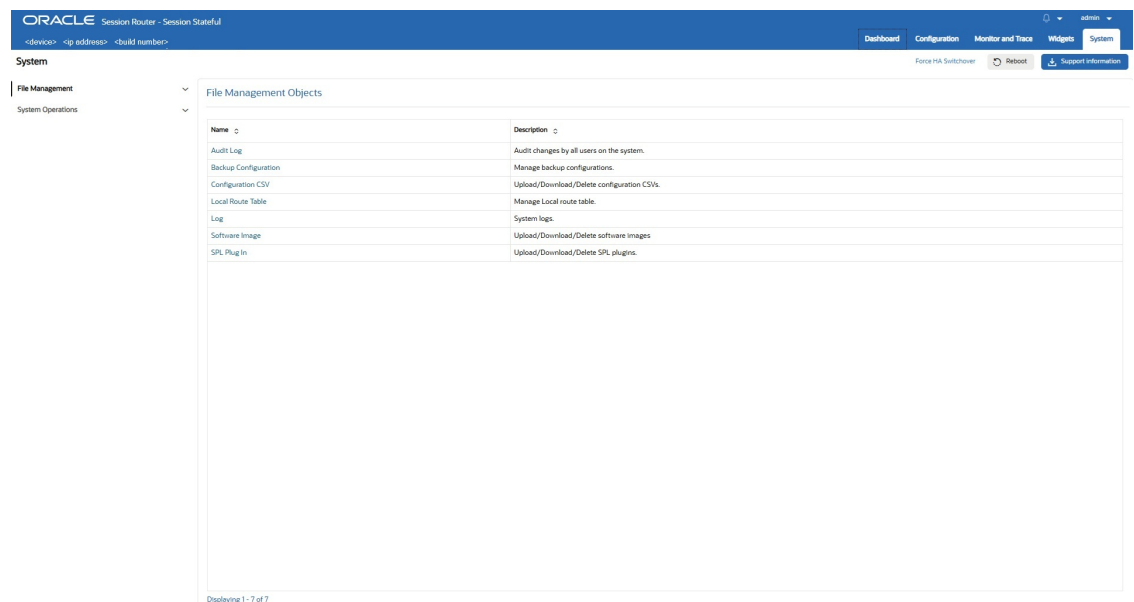 ORACLE Session Router - Session Stateful
admin
<device> <ip address> <build number>
Dashboard Configuration Monitor and Trace Widgets System
System
Force HA Switchover Reboot Support information
File Management
System Operations
File Management Objects
Name Description
Audit Log Audit changes by all users on the system.
Backup Configuration Manage backup configurations.
Configuration CSV Upload/Download/Delete configuration CSVs.
Local Route Table Manage Local route table.
Log System logs.
Software Image Upload/Download/Delete software images
SPL Plug In Upload/Download/Delete SPL plugins.
Displaying 1 - 7 of 7